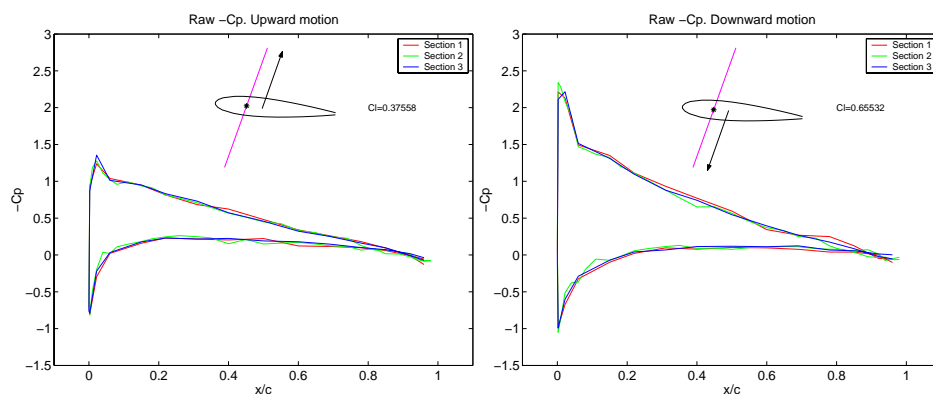 Raw −Cp. Upward motion
3
2.5
2
1.5
1
0.5
0
−0.5
−1
−1.5
−Cp
0
0.2
0.4
0.6
0.8
1
x/c
Section 1
Section 2
Section 3
Cl=0.37558
Raw −Cp. Downward motion
3
2.5
2
1.5
1
0.5
0
−0.5
−1
−1.5
−Cp
0
0.2
0.4
0.6
0.8
1
x/c
Section 1
Section 2
Section 3
Cl=0.65532